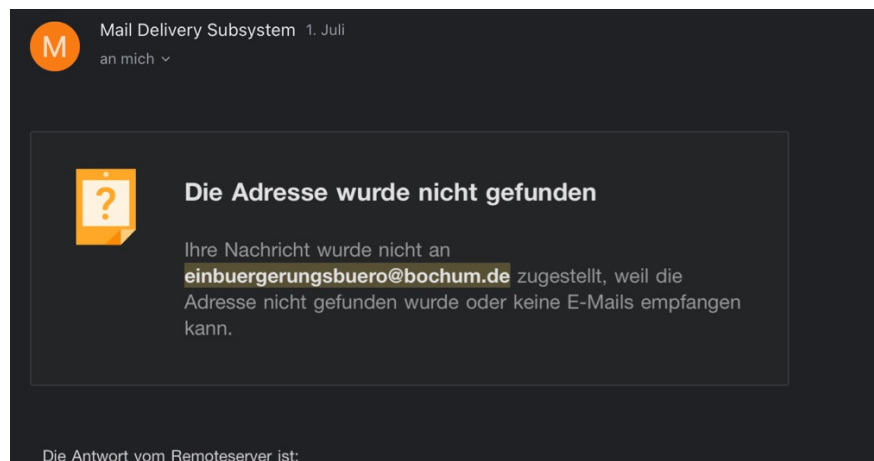 M
Mail Delivery Subsystem 1. Juli
an mich
?
Die Adresse wurde nicht gefunden
Ihre Nachricht wurde nicht an
einbuergerungsbuero@bochum.de zugestellt, weil die
Adresse nicht gefunden wurde oder keine E-Mails empfangen
kann.
Die Antwort vom Remoteserver ist: